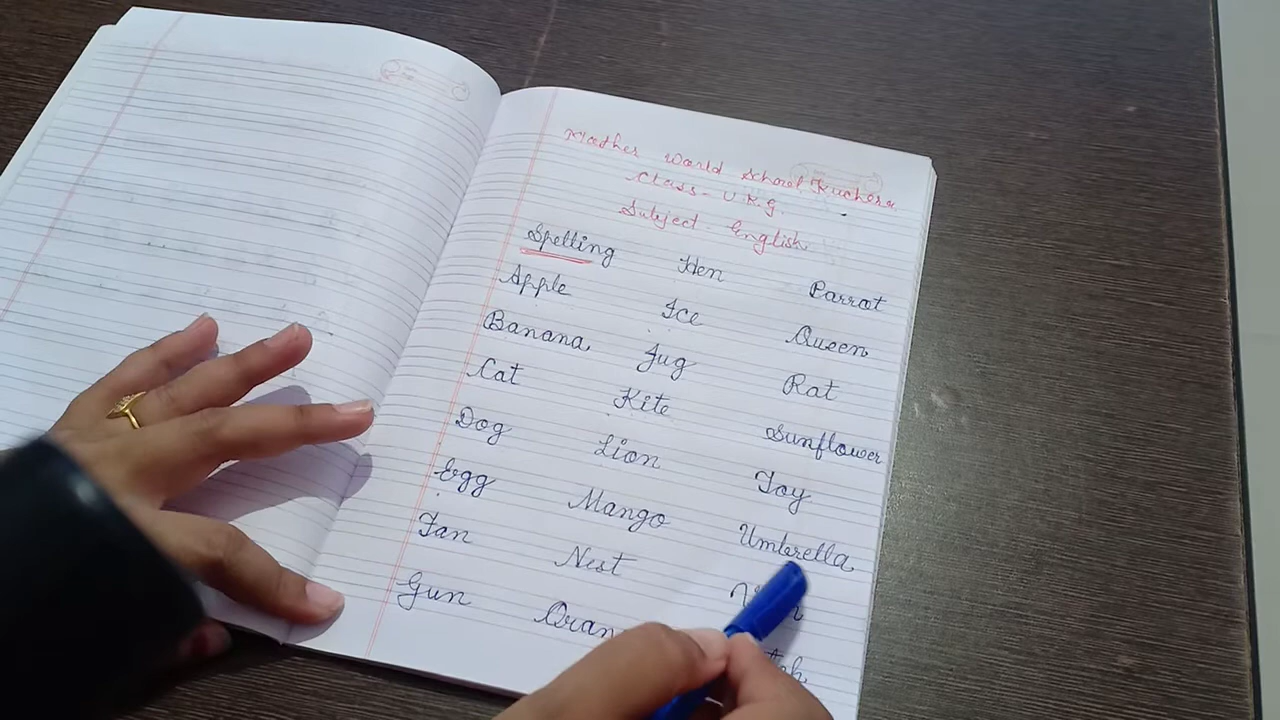 Mother World School Kuchera
Class - U.K.G.
Subject - English
Spelling Hen Parrot
Apple Ice Queen
Banana Jug Rat
Cat Kite Sunflower
Dog Lion Toy
Egg Mango Umbrella
Fan Nest
Gun